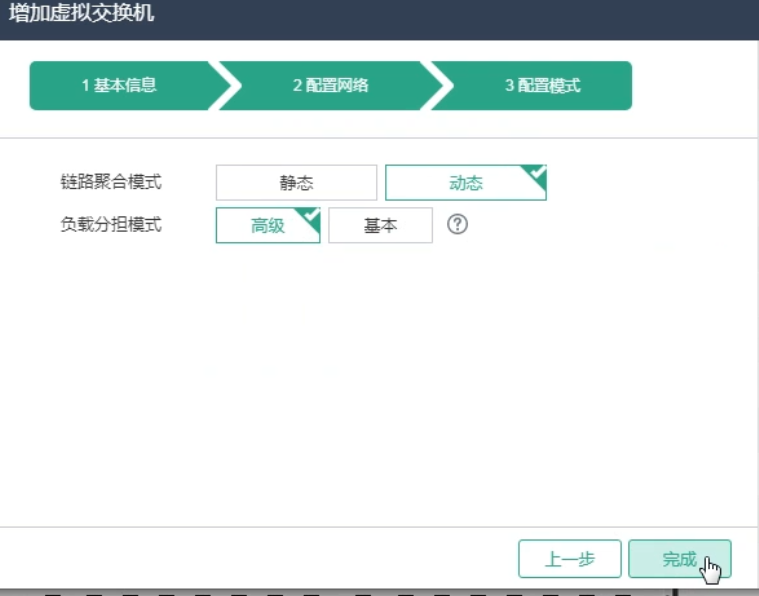 增加虚拟交换机
1 基本信息 2 配置网络 3 配置模式
链路聚合模式 静态 动态
负载分担模式 高级 基本 ?
上一步 完成